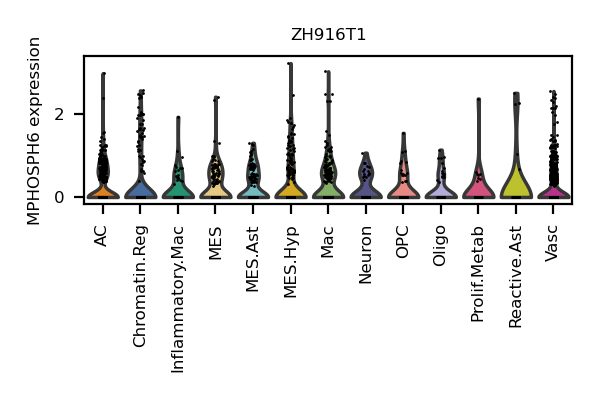 ZH916T1
MPHOSPH6 expression
2
0
AC
Chromatin.Reg
Inflammatory.Mac
MES
MES.Ast
MES.Hyp
Mac
Neuron
OPC
Oligo
Prolif.Metab
Reactive.Ast
Vasc